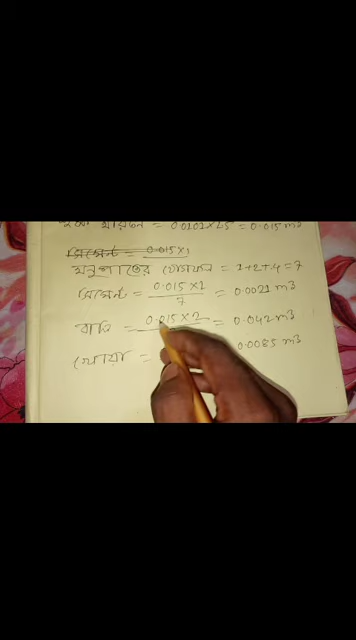 আয়তন = 0.0101×1.5 = 0.015 m3
সিমেন্ট = 0.015×1
অনুপাতের যোগফল = 1+2+4=7
সিমেন্ট = 0.015×1 / 7 = 0.0021 m3
বালি = 0.015×2 = 0.042 m3
খোয়া = 0.0085 m3